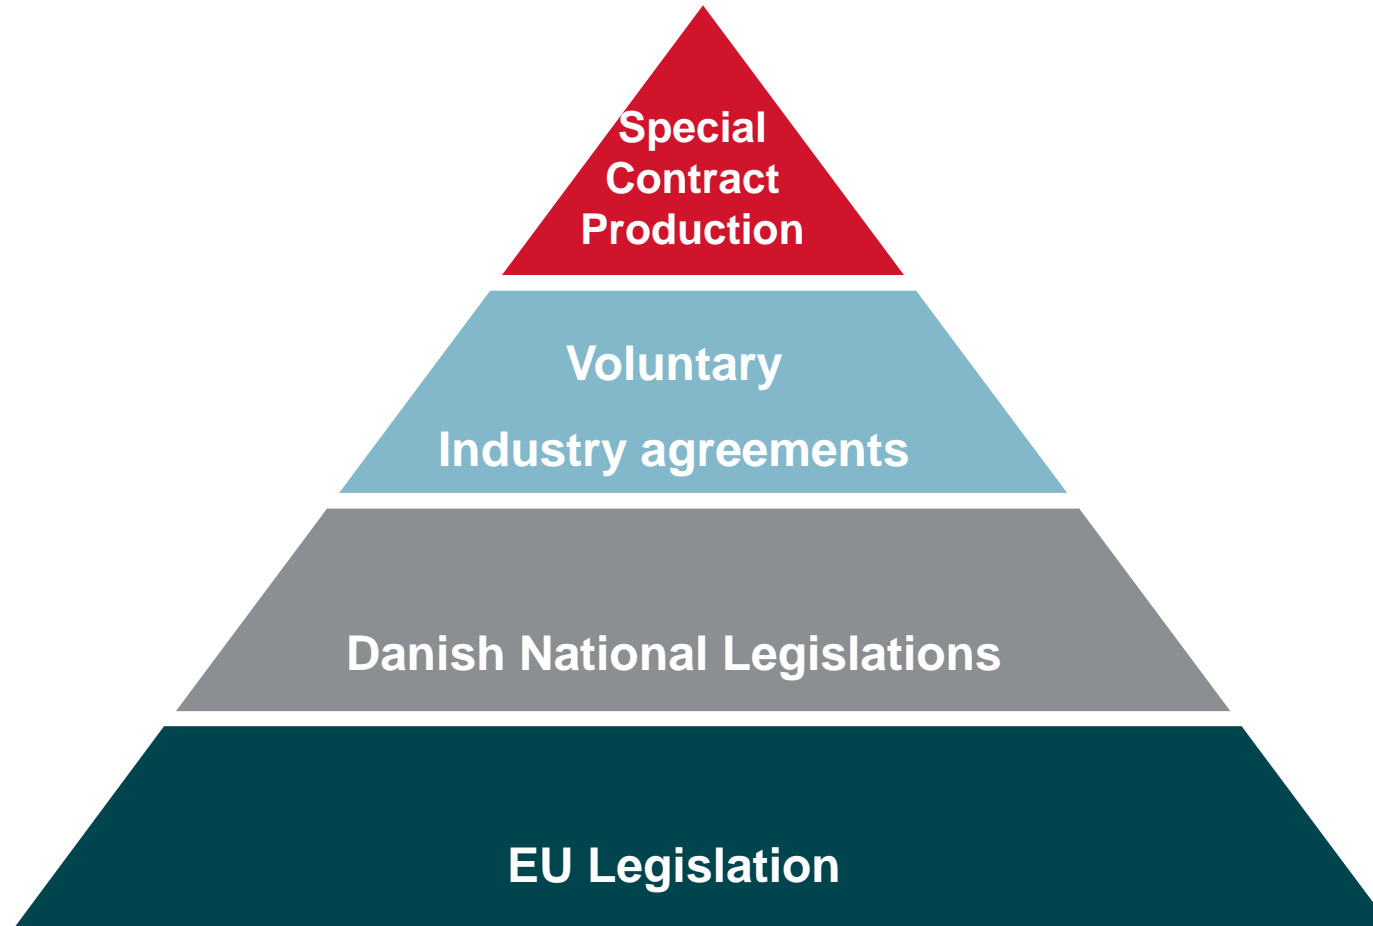 Special
Contract
Production
Voluntary
Industry agreements
Danish National Legislations
EU Legislation